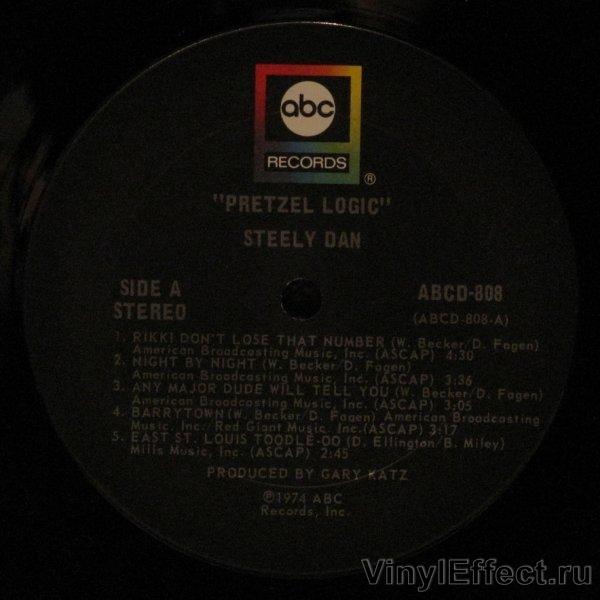 abc
RECORDS
®
"PRETZEL LOGIC"
STEELY DAN
SIDE A
STEREO
ABCD-808
(ABCD-808-A)
1. RIKKI DON'T LOSE THAT NUMBER (W. Becker/D. Fagen)
American Broadcasting Music, Inc. (ASCAP) 4:30
2. NIGHT BY NIGHT (W. Becker/D. Fagen)
American Broadcasting Music, Inc. (ASCAP) 3:36
3. ANY MAJOR DUDE WILL TELL YOU (W. Becker/D. Fagen)
American Broadcasting Music, Inc. (ASCAP) 3:05
4. BARRYTOWN (W. Becker/D. Fagen) American Broadcasting
Music, Inc./Red Giant Music, Inc. (ASCAP) 3:17
5. EAST ST. LOUIS TOODLE-OO (D. Ellington/B. Miley)
Mills Music, Inc. (ASCAP) 2:45
PRODUCED BY GARY KATZ
℗1974 ABC
Records, Inc.
VinylEffect.ru